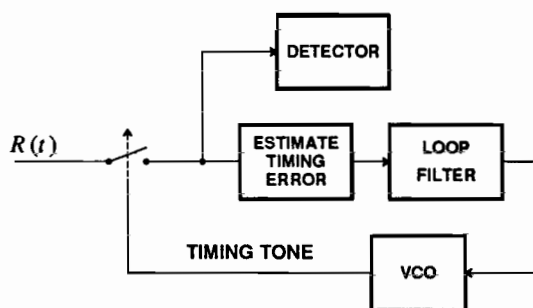 DETECTOR
R(t)
ESTIMATE
TIMING
ERROR
LOOP
FILTER
TIMING TONE
VCO